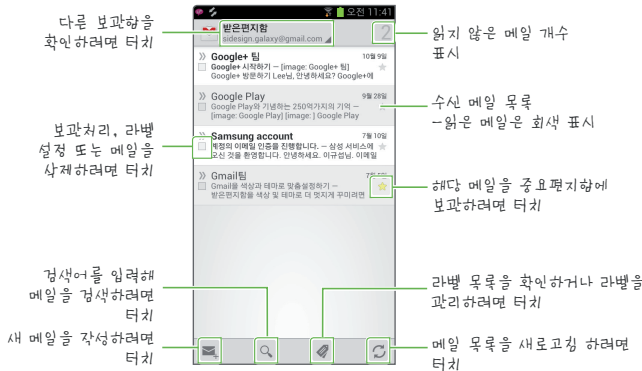 오전 11:41
다른 보관함을
확인하려면 터치
받은편지함
sidesign.galaxy@gmail.com
2
읽지 않은 메일 개수
표시
Google+ 팀
10월 9일
Google+ 시작하기 – [image: Google+ 팀]
Google+ 방문하기 Lee님, 안녕하세요? Google+에
Google Play
9월 28일
Google Play와 기념하는 250억가지의 기억 –
[image: Google Play] [image: ] Google Play
수신 메일 목록
-읽은 메일은 회색 표시
보관처리, 라벨
설정 또는 메일을
삭제하려면 터치
Samsung account
7월 10일
계정의 이메일 인증을 진행합니다. – 삼성 서비스에
오신 것을 환영합니다. 안녕하세요. 이규섭님. 이메일
Gmail팀
Gmail을 색상과 테마로 맞춤설정하기 –
받은편지함을 색상 및 테마로 더 멋지게 꾸미려면
해당 메일을 중요편지함에
보관하려면 터치
검색어를 입력해
메일을 검색하려면
터치
라벨 목록을 확인하거나 라벨을
관리하려면 터치
새 메일을 작성하려면
터치
메일 목록을 새로고침 하려면
터치